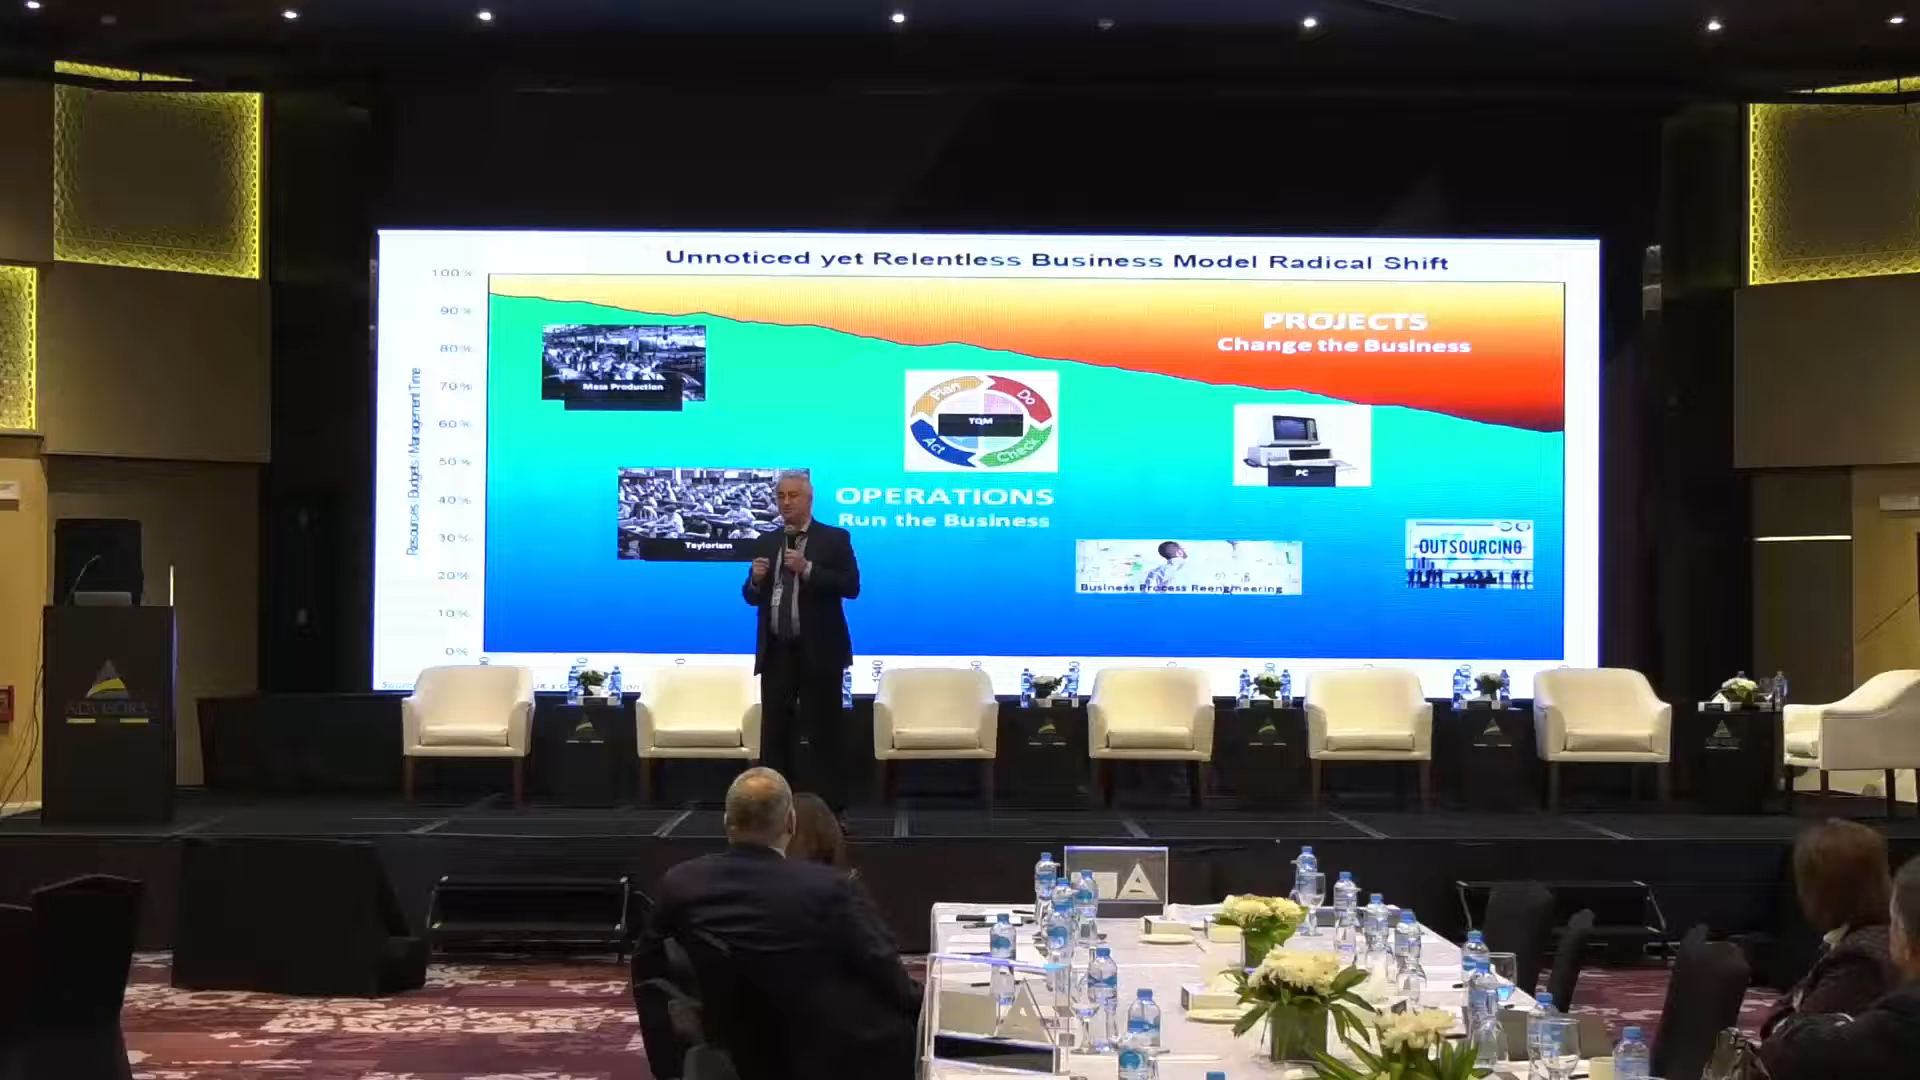 Unnoticed yet Relentless Business Model Radical Shift
100%
90%
80%
70%
60%
50%
40%
30%
20%
10%
0%
Resources / Budgets / Management Time
PROJECTS
Change the Business
Mass Production
Plan
Do
TQM
Act
Check
PC
OPERATIONS
Run the Business
Taylorism
OUTSOURCING
Business Process Reengineering
1940
ADVISORS